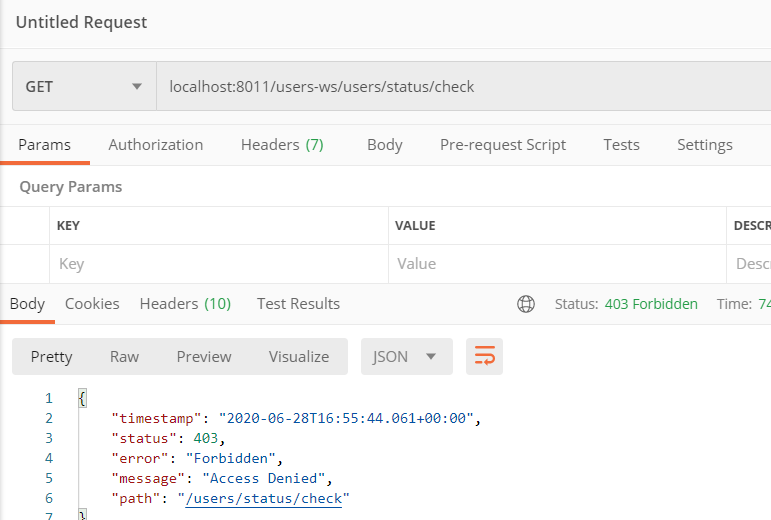 Untitled Request
GET localhost:8011/users-ws/users/status/check
Params Authorization Headers (7) Body Pre-request Script Tests Settings
Query Params
KEY VALUE DESCR
Key Value Desc
Body Cookies Headers (10) Test Results Status: 403 Forbidden Time: 74
Pretty Raw Preview Visualize JSON
1 {
2 "timestamp": "2020-06-28T16:55:44.061+00:00",
3 "status": 403,
4 "error": "Forbidden",
5 "message": "Access Denied",
6 "path": "/users/status/check"
7 }